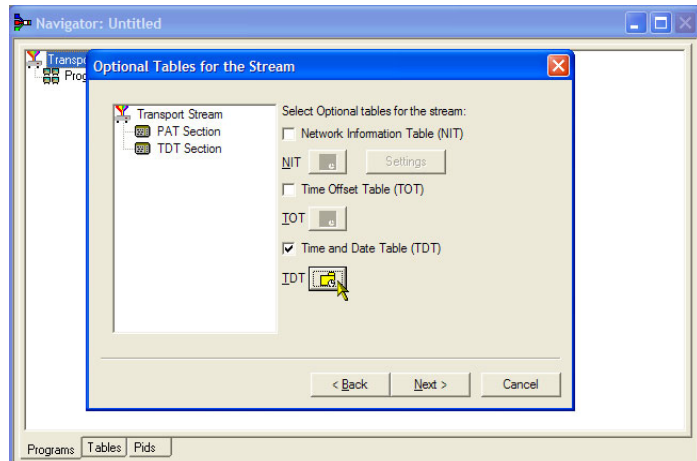 Navigator: Untitled
Transpo
Prog
Optional Tables for the Stream
Transport Stream
PAT Section
TDT Section
Select Optional tables for the stream:
Network Information Table (NIT)
NIT
Settings
Time Offset Table (TOT)
TOT
Time and Date Table (TDT)
TDT
< Back
Next >
Cancel
Programs
Tables
Pids